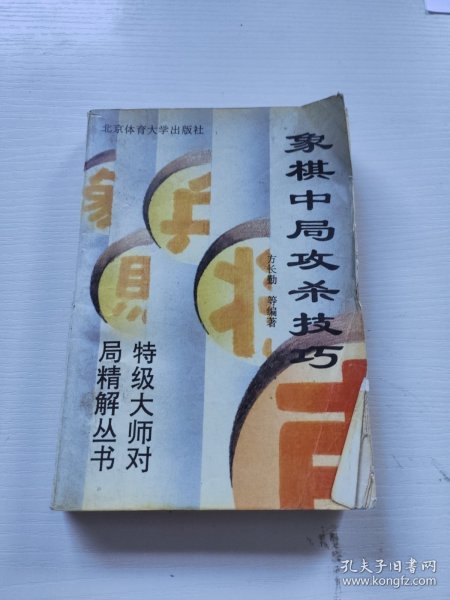 北京体育大学出版社
象棋中局攻杀技巧
方长勤 等编著
特级大师对
局精解丛书
孔夫子旧书网
www.kongfz.com